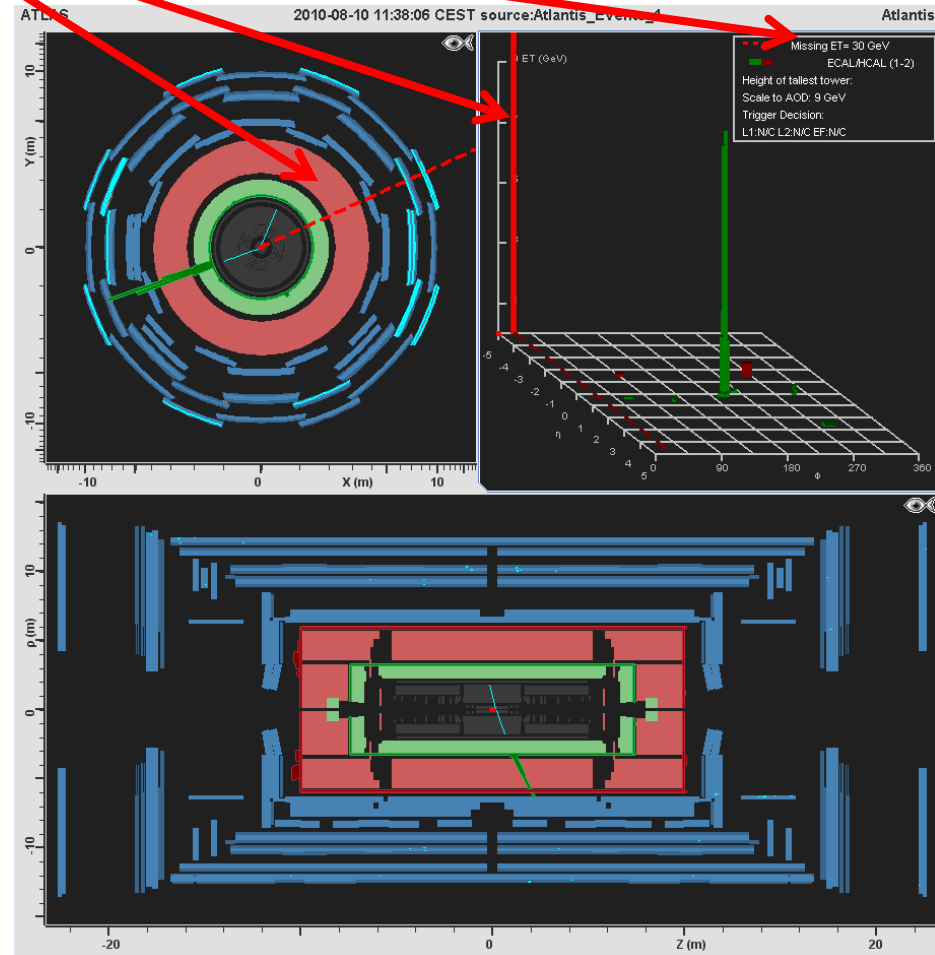 ATLAS 2010-08-10 11:38:06 CEST source:Atlantis_Events_1 Atlantis
Missing ET= 30 GeV
ECAL/HCAL (1-2)
Height of tallest tower:
Scale to AOD: 9 GeV
Trigger Decision:
L1:N/C L2:N/C EF:N/C
ET (GeV)
10
Y (m)
0
-10
-10 0 X (m) 10
-5
-4
-3
-2
-1
0
1
2
3
4
5
η
0 90 180 270 360
ϕ
10
ρ (m)
0
-10
-20 0 Z (m) 20